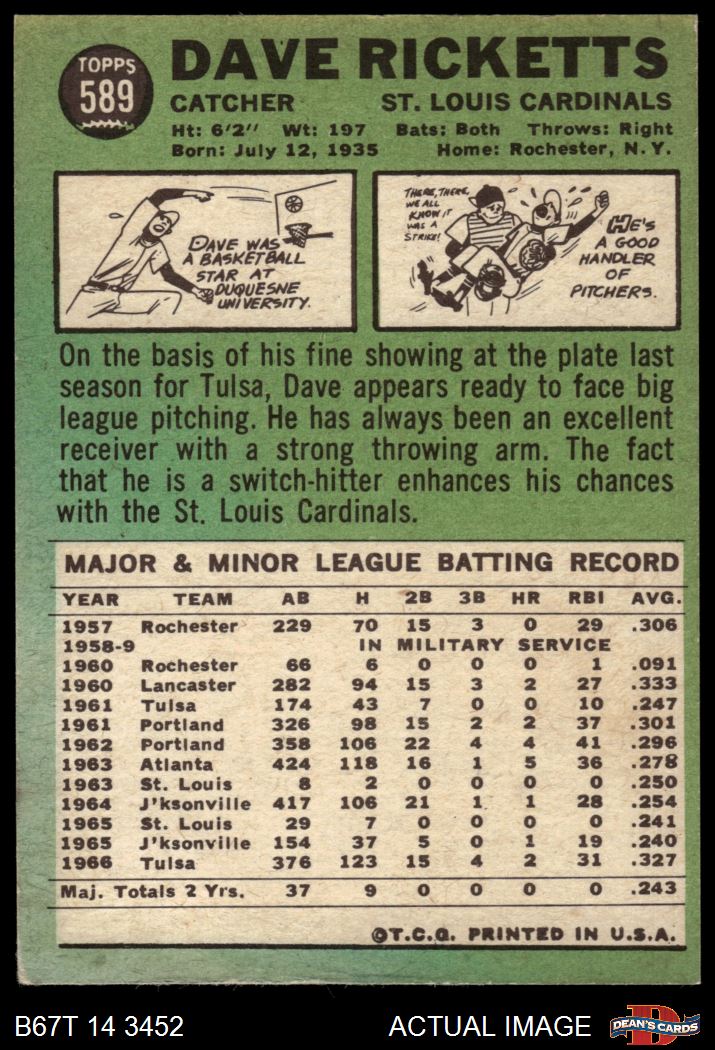 TOPPS
589
DAVE RICKETTS
CATCHER ST. LOUIS CARDINALS
Ht: 6'2" Wt: 197 Bats: Both Throws: Right
Born: July 12, 1935 Home: Rochester, N. Y.
DAVE WAS
A BASKETBALL
STAR AT
DUQUESNE
UNIVERSITY.
THERE, THERE,
WE ALL
KNOW IT
WAS A
STRIKE!
HE'S
A GOOD
HANDLER
OF
PITCHERS.
On the basis of his fine showing at the plate last
season for Tulsa, Dave appears ready to face big
league pitching. He has always been an excellent
receiver with a strong throwing arm. The fact
that he is a switch-hitter enhances his chances
with the St. Louis Cardinals.
MAJOR & MINOR LEAGUE BATTING RECORD
YEAR TEAM AB H 2B 3B HR RBI AVG.
1957 Rochester 229 70 15 3 0 29 .306
1958-9 IN MILITARY SERVICE
1960 Rochester 66 6 0 0 0 1 .091
1960 Lancaster 282 94 15 3 2 27 .333
1961 Tulsa 174 43 7 0 0 10 .247
1961 Portland 326 98 15 2 2 37 .301
1962 Portland 358 106 22 4 4 41 .296
1963 Atlanta 424 118 16 1 5 36 .278
1963 St. Louis 8 2 0 0 0 0 .250
1964 J'ksonville 417 106 21 1 1 28 .254
1965 St. Louis 29 7 0 0 0 0 .241
1965 J'ksonville 154 37 5 0 1 19 .240
1966 Tulsa 376 123 15 4 2 31 .327
Maj. Totals 2 Yrs. 37 9 0 0 0 0 .243
©T.C.G. PRINTED IN U.S.A.
B67T 14 3452 ACTUAL IMAGE
DEAN'S CARDS